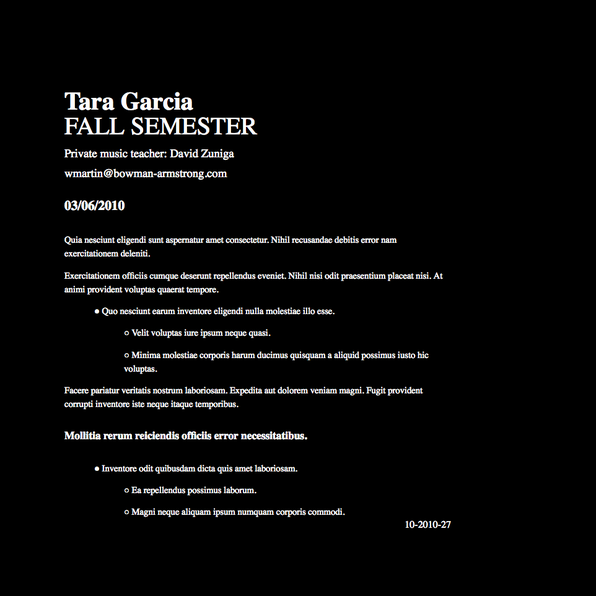 Tara Garcia
FALL SEMESTER
Private music teacher: David Zuniga
wmartin@bowman-armstrong.com
03/06/2010
Quia nesciunt eligendi sunt aspernatur amet consectetur. Nihil recusandae debitis error nam
exercitationem deleniti.
Exercitationem officiis cumque deserunt repellendus eveniet. Nihil nisi odit praesentium placeat nisi. At
animi provident voluptas quaerat tempore.
● Quo nesciunt earum inventore eligendi nulla molestiae illo esse.
○ Velit voluptas iure ipsum neque quasi.
○ Minima molestiae corporis harum ducimus quisquam a aliquid possimus iusto hic
voluptas.
Facere pariatur veritatis nostrum laboriosam. Expedita aut dolorem veniam magni. Fugit provident
corrupti inventore iste neque itaque temporibus.
Mollitia rerum reiciendis officiis error necessitatibus.
● Inventore odit quibusdam dicta quis amet laboriosam.
○ Ea repellendus possimus laborum.
○ Magni neque aliquam ipsum numquam corporis commodi.
10-2010-27